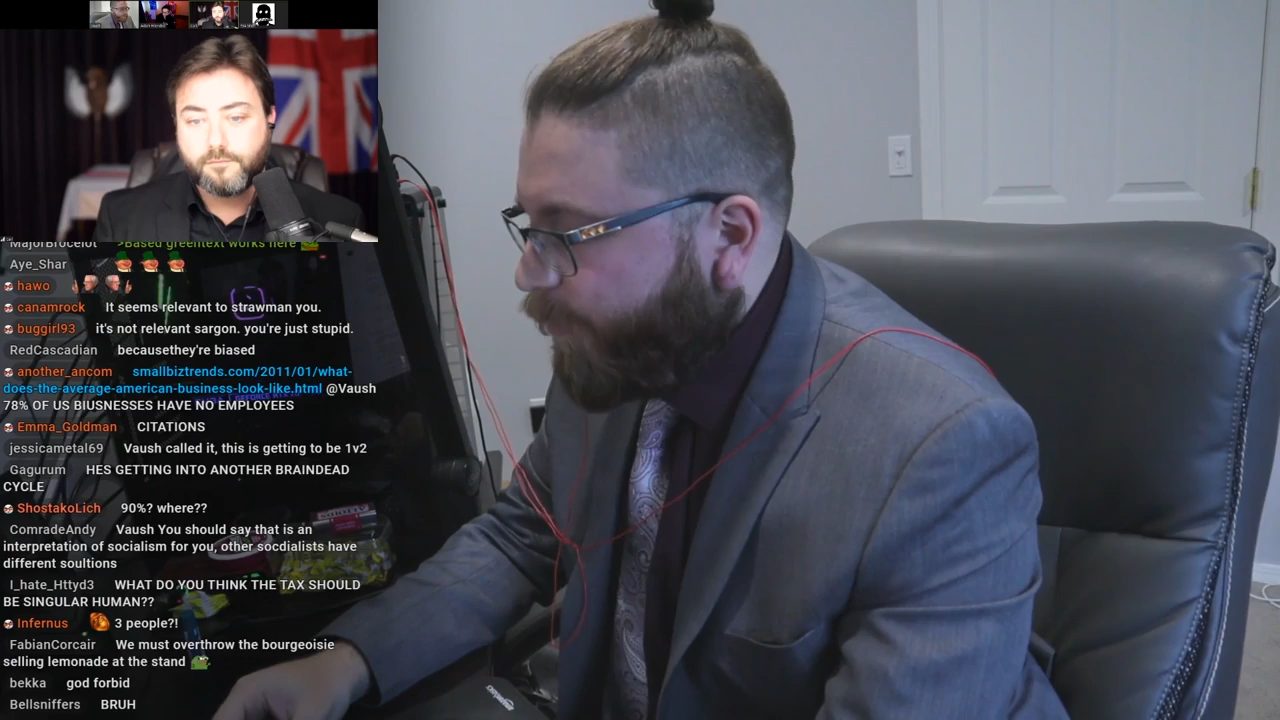 MajorBrocelot >Based greentext works here
Aye_Shar
hawo
canamrock It seems relevant to strawman you.
buggirl93 it's not relevant sargon. you're just stupid.
RedCascadian becausethey're biased
another_ancom smallbiztrends.com/2011/01/what-
does-the-average-american-business-look-like.html @Vaush
78% OF US BIUSNESSES HAVE NO EMPLOYEES
Emma_Goldman CITATIONS
jessicametal69 Vaush called it, this is getting to be 1v2
Gagurum HES GETTING INTO ANOTHER BRAINDEAD
CYCLE
ShostakoLich 90%? where??
ComradeAndy Vaush You should say that is an
interpretation of socialism for you, other socdialists have
different soultions
I_hate_Httyd3 WHAT DO YOU THINK THE TAX SHOULD
BE SINGULAR HUMAN??
Infernus 3 people?!
FabianCorcair We must overthrow the bourgeoisie
selling lemonade at the stand
bekka god forbid
Bellsniffers BRUH